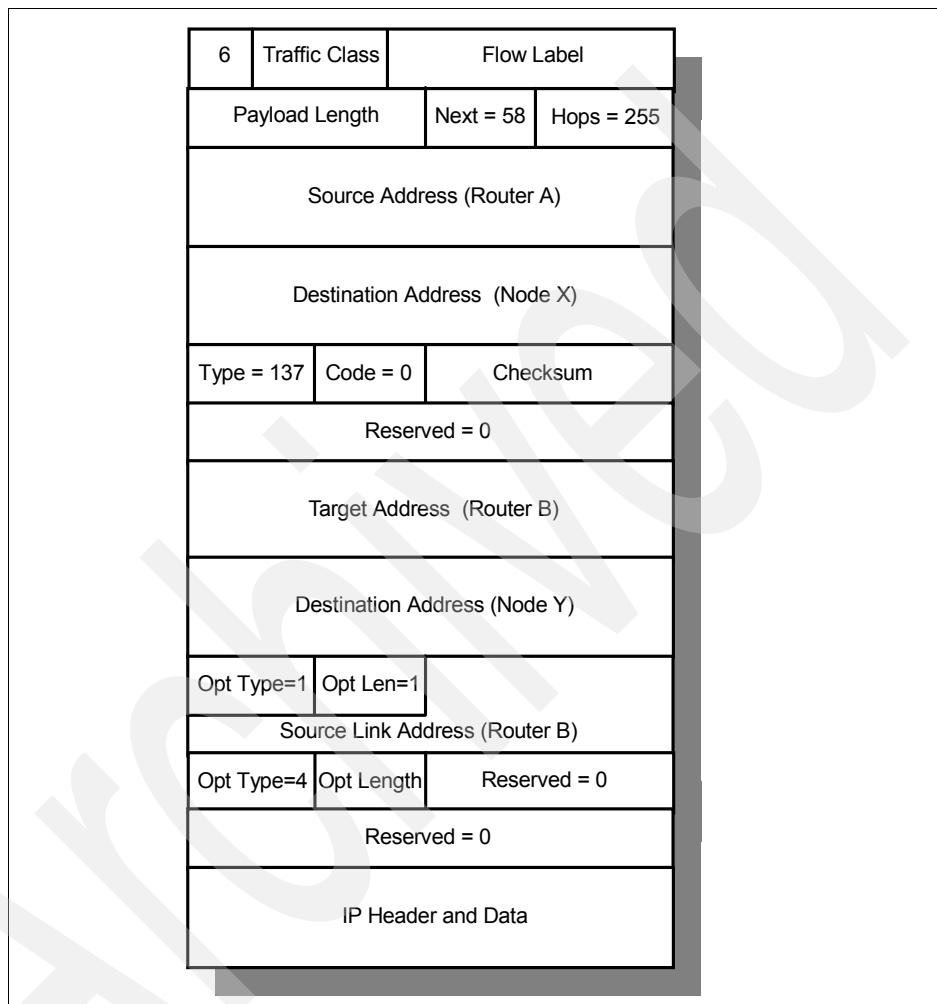 6 Traffic Class Flow Label
Payload Length Next = 58 Hops = 255
Source Address (Router A)
Destination Address (Node X)
Type = 137 Code = 0 Checksum
Reserved = 0
Target Address (Router B)
Destination Address (Node Y)
Opt Type=1 Opt Len=1
Source Link Address (Router B)
Opt Type=4 Opt Length Reserved = 0
Reserved = 0
IP Header and Data
Archived